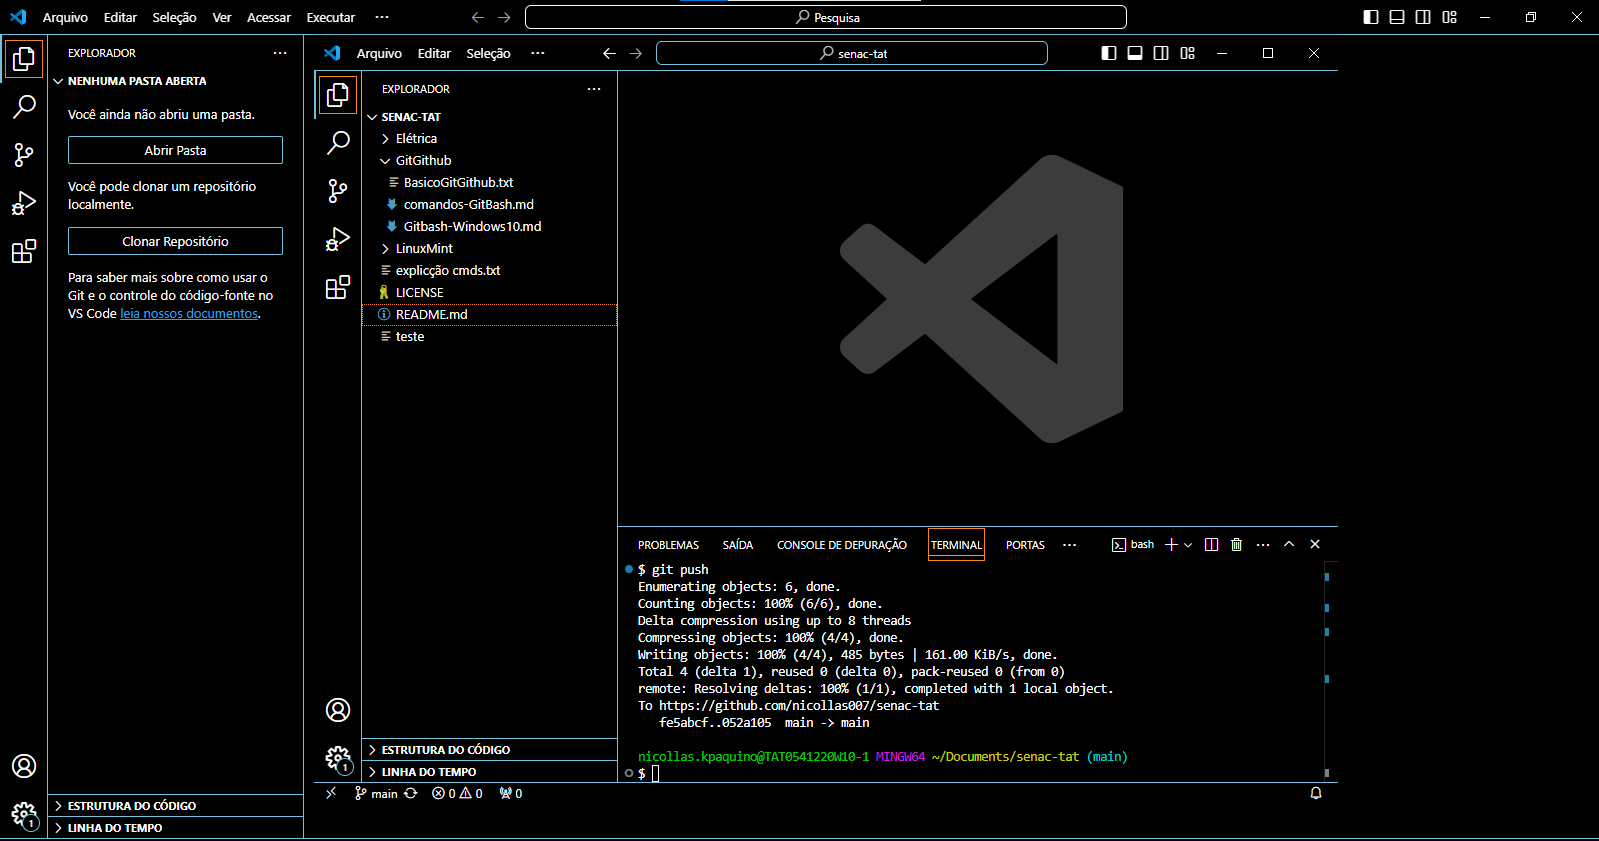 Arquivo Editar Seleção Ver Acessar Executar ··· Pesquisa
EXPLORADOR ···
NENHUMA PASTA ABERTA
Você ainda não abriu uma pasta.
Abrir Pasta
Você pode clonar um repositório
localmente.
Clonar Repositório
Para saber mais sobre como usar o
Git e o controle do código-fonte no
VS Code leia nossos documentos.
1
ESTRUTURA DO CÓDIGO
LINHA DO TEMPO
Arquivo Editar Seleção ··· senac-tat
EXPLORADOR ···
SENAC-TAT
Elétrica
GitGithub
BasicoGitGithub.txt
comandos-GitBash.md
Gitbash-Windows10.md
LinuxMint
explicção cmds.txt
LICENSE
README.md
teste
1
ESTRUTURA DO CÓDIGO
LINHA DO TEMPO
PROBLEMAS SAÍDA CONSOLE DE DEPURAÇÃO TERMINAL PORTAS ··· bash ···
$ git push
Enumerating objects: 6, done.
Counting objects: 100% (6/6), done.
Delta compression using up to 8 threads
Compressing objects: 100% (4/4), done.
Writing objects: 100% (4/4), 485 bytes | 161.00 KiB/s, done.
Total 4 (delta 1), reused 0 (delta 0), pack-reused 0 (from 0)
remote: Resolving deltas: 100% (1/1), completed with 1 local object.
To https://github.com/nicollas007/senac-tat
fe5abcf..052a105 main -> main
nicollas.kpaquino@TAT0541220W10-1 MINGW64 ~/Documents/senac-tat (main)
$
main 0 0 0